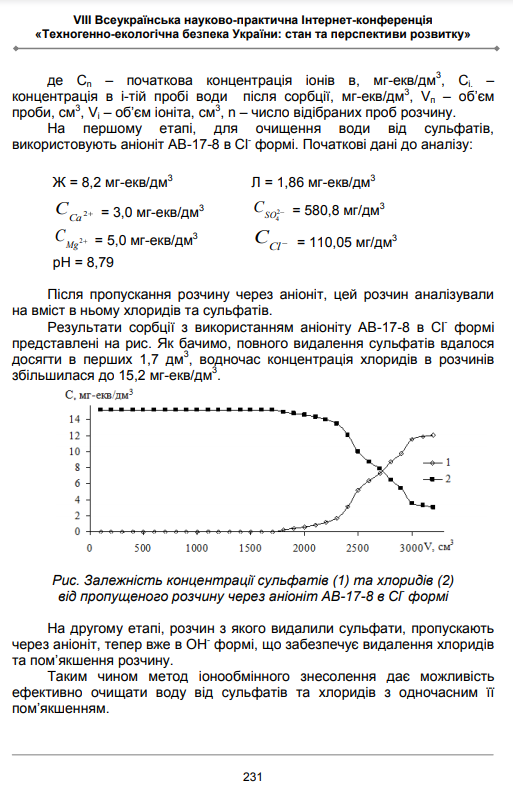 VIII Всеукраїнська науково-практична Інтернет-конференція
«Техногенно-екологічна безпека України: стан та перспективи розвитку»
де Cn – початкова концентрація іонів в, мг-екв/дм³, Ci. –
концентрація в і-тій пробі води після сорбції, мг-екв/дм³, Vn – об’єм
проби, см³, Vi – об’єм іоніта, см³, n – число відібраних проб розчину.
На першому етапі, для очищення води від сульфатів,
використовують аніоніт АВ-17-8 в Cl⁻ формі. Початкові дані до аналізу:
Ж = 8,2 мг-екв/дм³ Л = 1,86 мг-екв/дм³
C Ca²⁺ = 3,0 мг-екв/дм³ C SO₄²⁻ = 580,8 мг/дм³
C Mg²⁺ = 5,0 мг-екв/дм³ C Cl⁻ = 110,05 мг/дм³
рН = 8,79
Після пропускання розчину через аніоніт, цей розчин аналізували
на вміст в ньому хлоридів та сульфатів.
Результати сорбції з використанням аніоніту АВ-17-8 в Cl⁻ формі
представлені на рис. Як бачимо, повного видалення сульфатів вдалося
досягти в перших 1,7 дм³, водночас концентрація хлоридів в розчинів
збільшилася до 15,2 мг-екв/дм³.
С, мг-екв/дм³
14
12
10
8
6
4
2
0
1
2
0 500 1000 1500 2000 2500 3000 V, см³
Рис. Залежність концентрації сульфатів (1) та хлоридів (2)
від пропущеного розчину через аніоніт АВ-17-8 в Cl⁻ формі
На другому етапі, розчин з якого видалили сульфати, пропускають
через аніоніт, тепер вже в ОН⁻ формі, що забезпечує видалення хлоридів
та пом’якшення розчину.
Таким чином метод іонообмінного знесолення дає можливість
ефективно очищати воду від сульфатів та хлоридів з одночасним її
пом’якшенням.
231